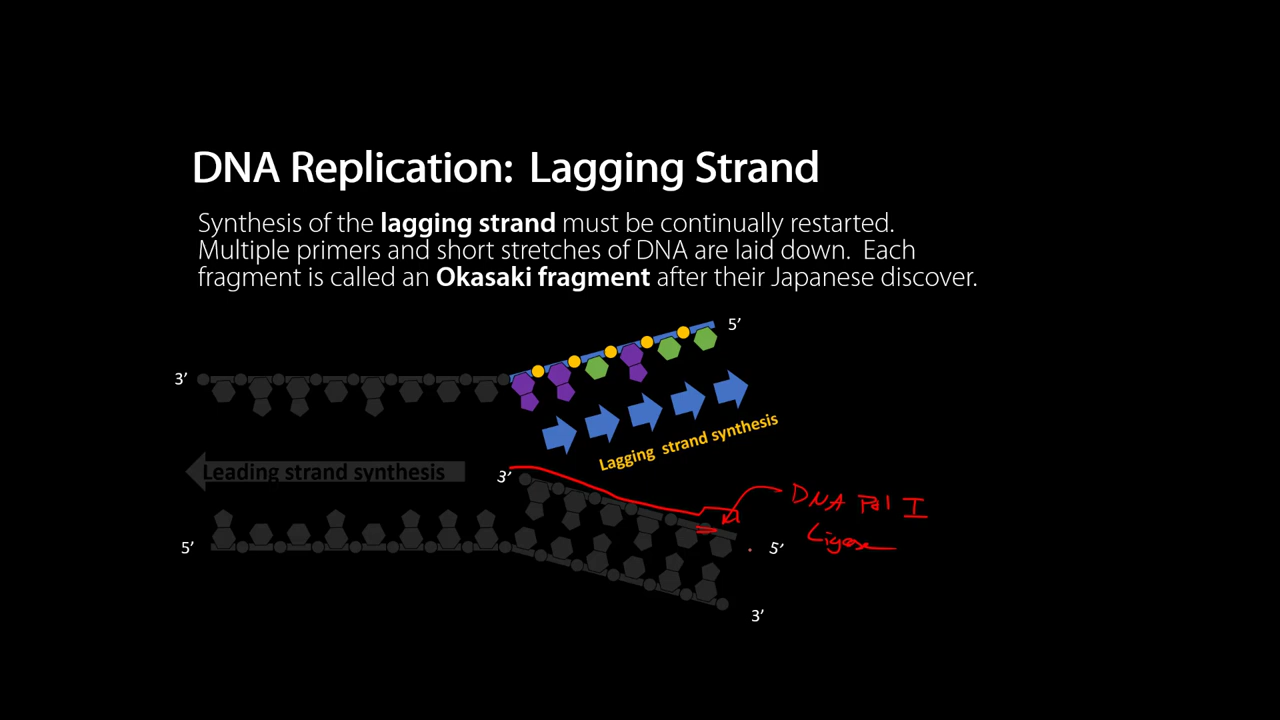 DNA Replication: Lagging Strand
Synthesis of the lagging strand must be continually restarted.
Multiple primers and short stretches of DNA are laid down. Each
fragment is called an Okasaki fragment after their Japanese discover.
5′
3′
Lagging strand synthesis
Leading strand synthesis
3′
DNA Pol I
Ligase
5′
5′
3′